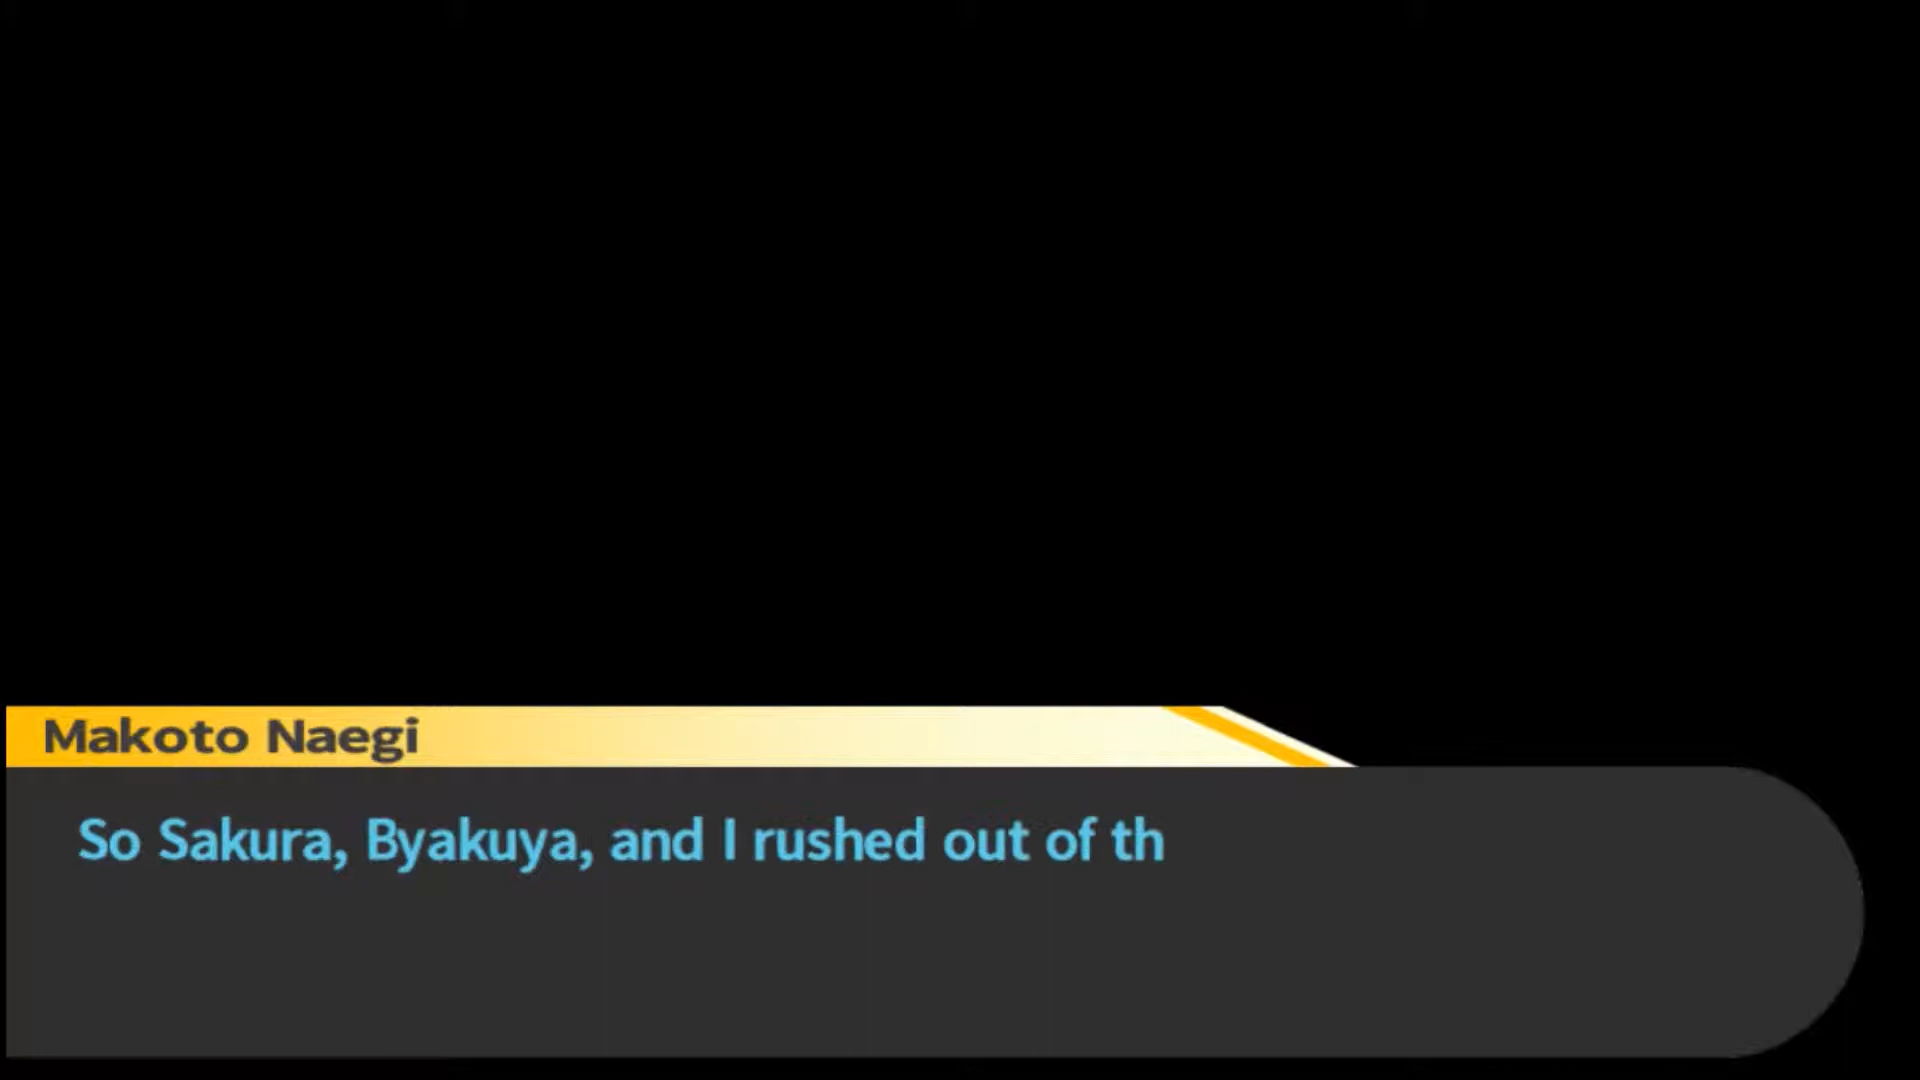 Makoto Naegi
So Sakura, Byakuya, and I rushed out of th